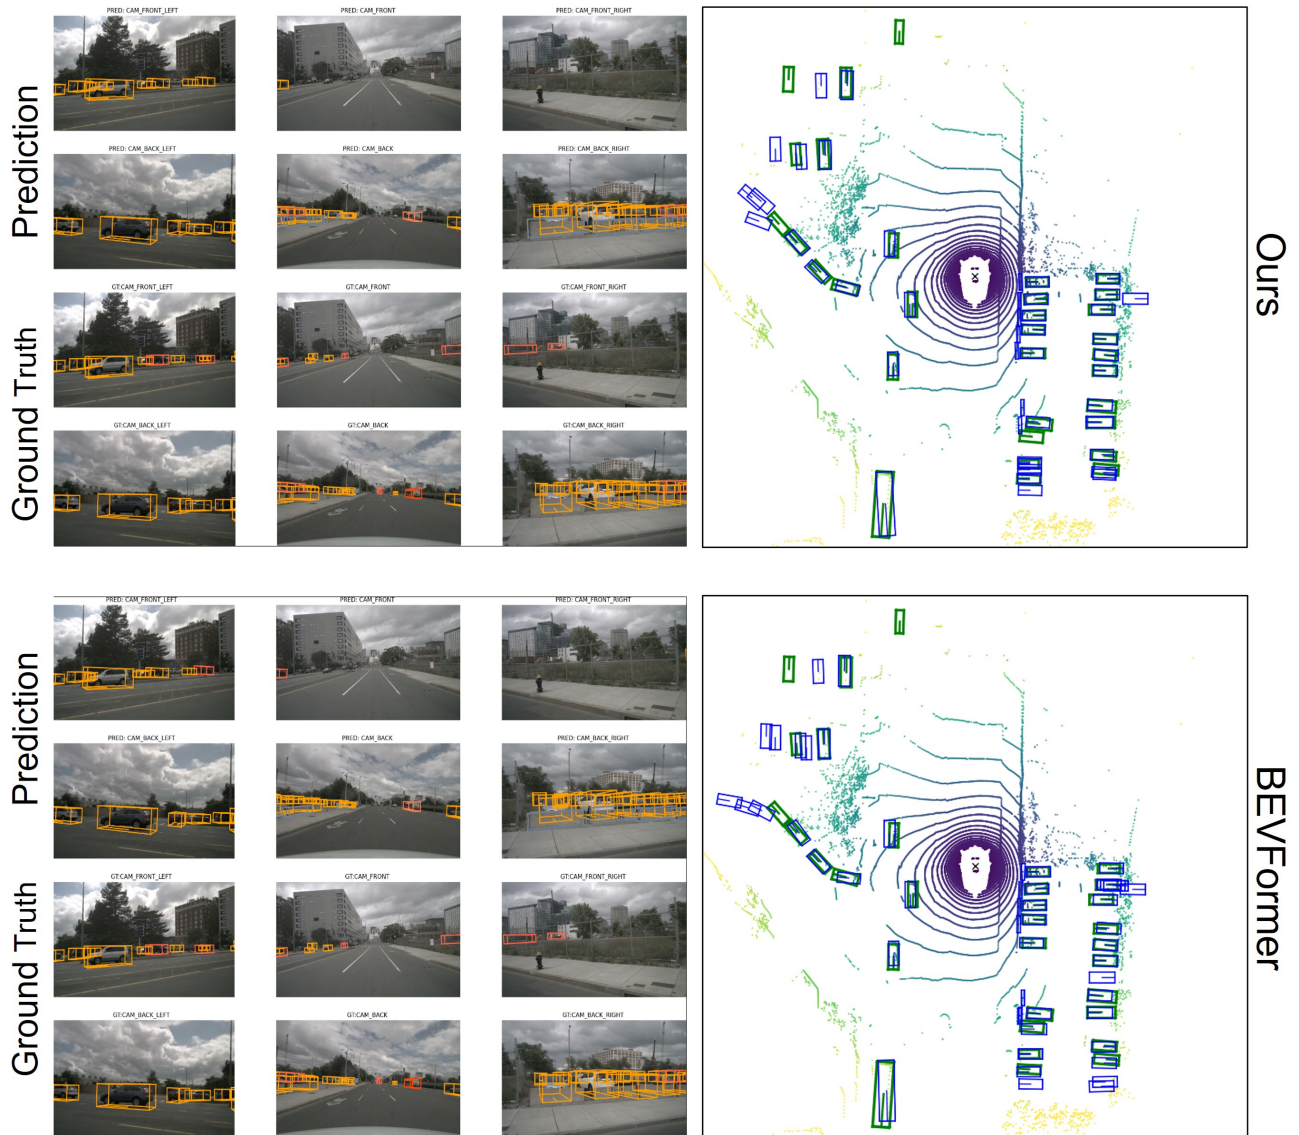 Prediction
Ground Truth
PRED: CAM_FRONT_LEFT
PRED: CAM_FRONT
PRED: CAM_FRONT_RIGHT
PRED: CAM_BACK_LEFT
PRED: CAM_BACK
PRED: CAM_BACK_RIGHT
GT:CAM_FRONT_LEFT
GT:CAM_FRONT
GT:CAM_FRONT_RIGHT
GT:CAM_BACK_LEFT
GT:CAM_BACK
GT:CAM_BACK_RIGHT
Ours
Prediction
Ground Truth
PRED: CAM_FRONT_LEFT
PRED: CAM_FRONT
PRED: CAM_FRONT_RIGHT
PRED: CAM_BACK_LEFT
PRED: CAM_BACK
PRED: CAM_BACK_RIGHT
GT:CAM_FRONT_LEFT
GT:CAM_FRONT
GT:CAM_FRONT_RIGHT
GT:CAM_BACK_LEFT
GT:CAM_BACK
GT:CAM_BACK_RIGHT
BEVFormer